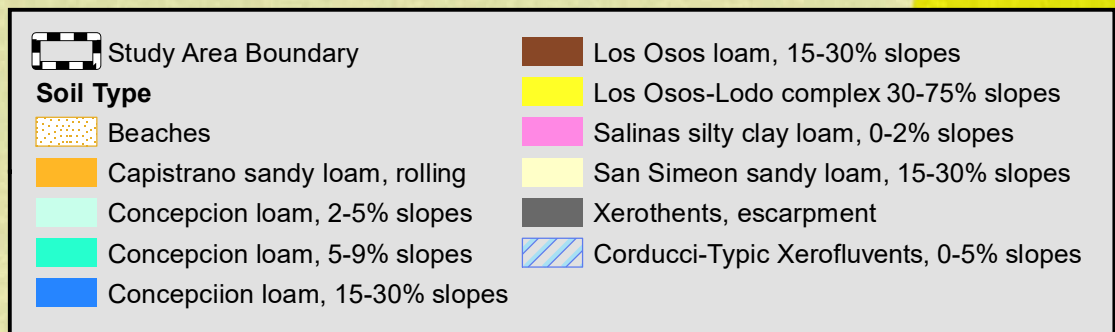 Study Area Boundary
Soil Type
Beaches
Capistrano sandy loam, rolling
Concepcion loam, 2-5% slopes
Concepcion loam, 5-9% slopes
Concepciion loam, 15-30% slopes
Los Osos loam, 15-30% slopes
Los Osos-Lodo complex 30-75% slopes
Salinas silty clay loam, 0-2% slopes
San Simeon sandy loam, 15-30% slopes
Xerothents, escarpment
Corducci-Typic Xerofluvents, 0-5% slopes